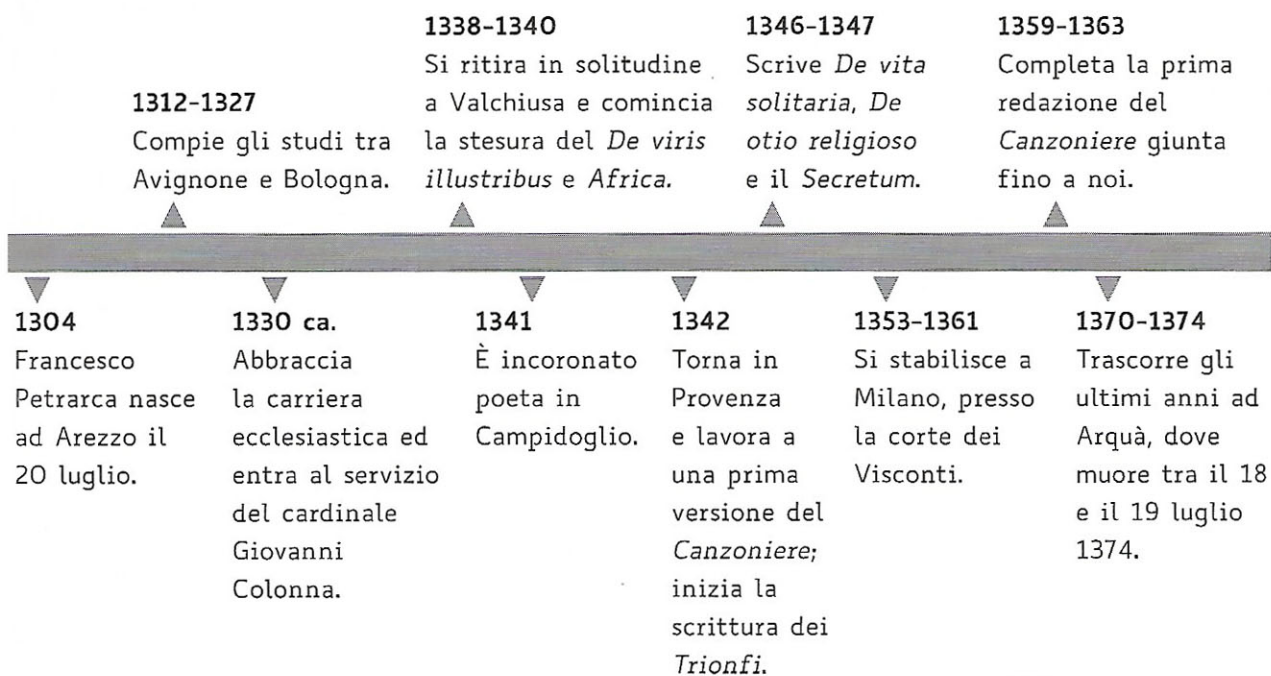 1312-1327
Compie gli studi tra
Avignone e Bologna.
1338-1340
Si ritira in solitudine
a Valchiusa e comincia
la stesura del De viris
illustribus e Africa.
1346-1347
Scrive De vita
solitaria, De
otio religioso
e il Secretum.
1359-1363
Completa la prima
redazione del
Canzoniere giunta
fino a noi.
1304
Francesco
Petrarca nasce
ad Arezzo il
20 luglio.
1330 ca.
Abbraccia
la carriera
ecclesiastica ed
entra al servizio
del cardinale
Giovanni
Colonna.
1341
È incoronato
poeta in
Campidoglio.
1342
Torna in
Provenza
e lavora a
una prima
versione del
Canzoniere;
inizia la
scrittura dei
Trionfi.
1353-1361
Si stabilisce a
Milano, presso
la corte dei
Visconti.
1370-1374
Trascorre gli
ultimi anni ad
Arquà, dove
muore tra il 18
e il 19 luglio
1374.